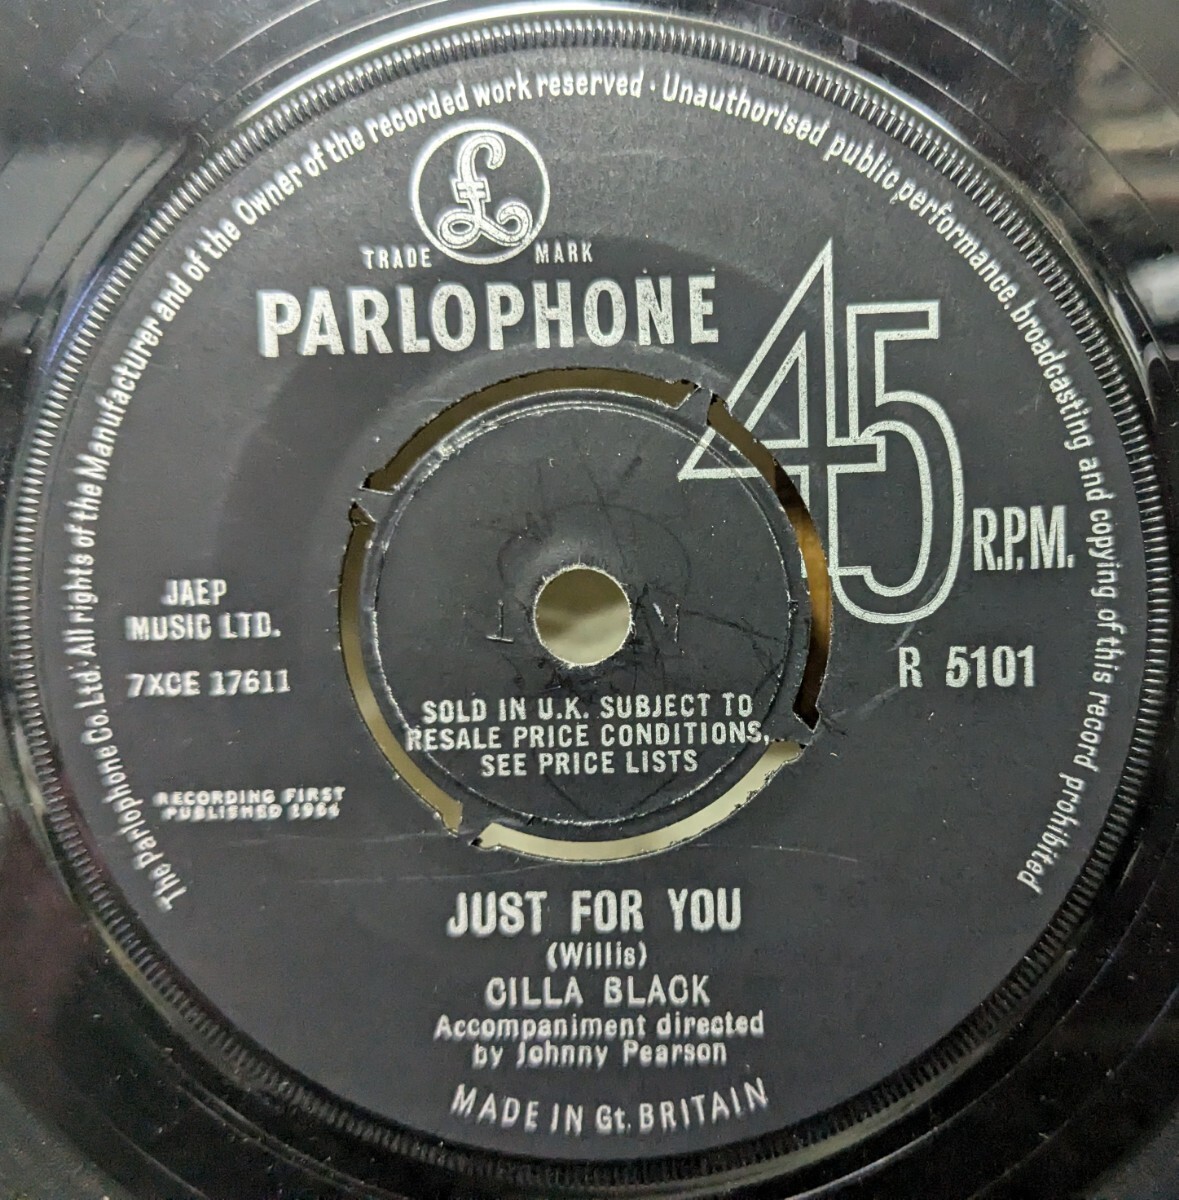 The Parlophone Co. Ltd. All rights of the Manufacturer and of the Owner of the recorded work reserved · Unauthorised public performance, broadcasting and copying of this record prohibited
£
TRADE MARK
PARLOPHONE
45
R.P.M.
JAEP
MUSIC LTD.
7XCE 17611
R 5101
SOLD IN U.K. SUBJECT TO
RESALE PRICE CONDITIONS,
SEE PRICE LISTS
RECORDING FIRST
PUBLISHED 1964
JUST FOR YOU
(Willis)
CILLA BLACK
Accompaniment directed
by Johnny Pearson
MADE IN Gt. BRITAIN